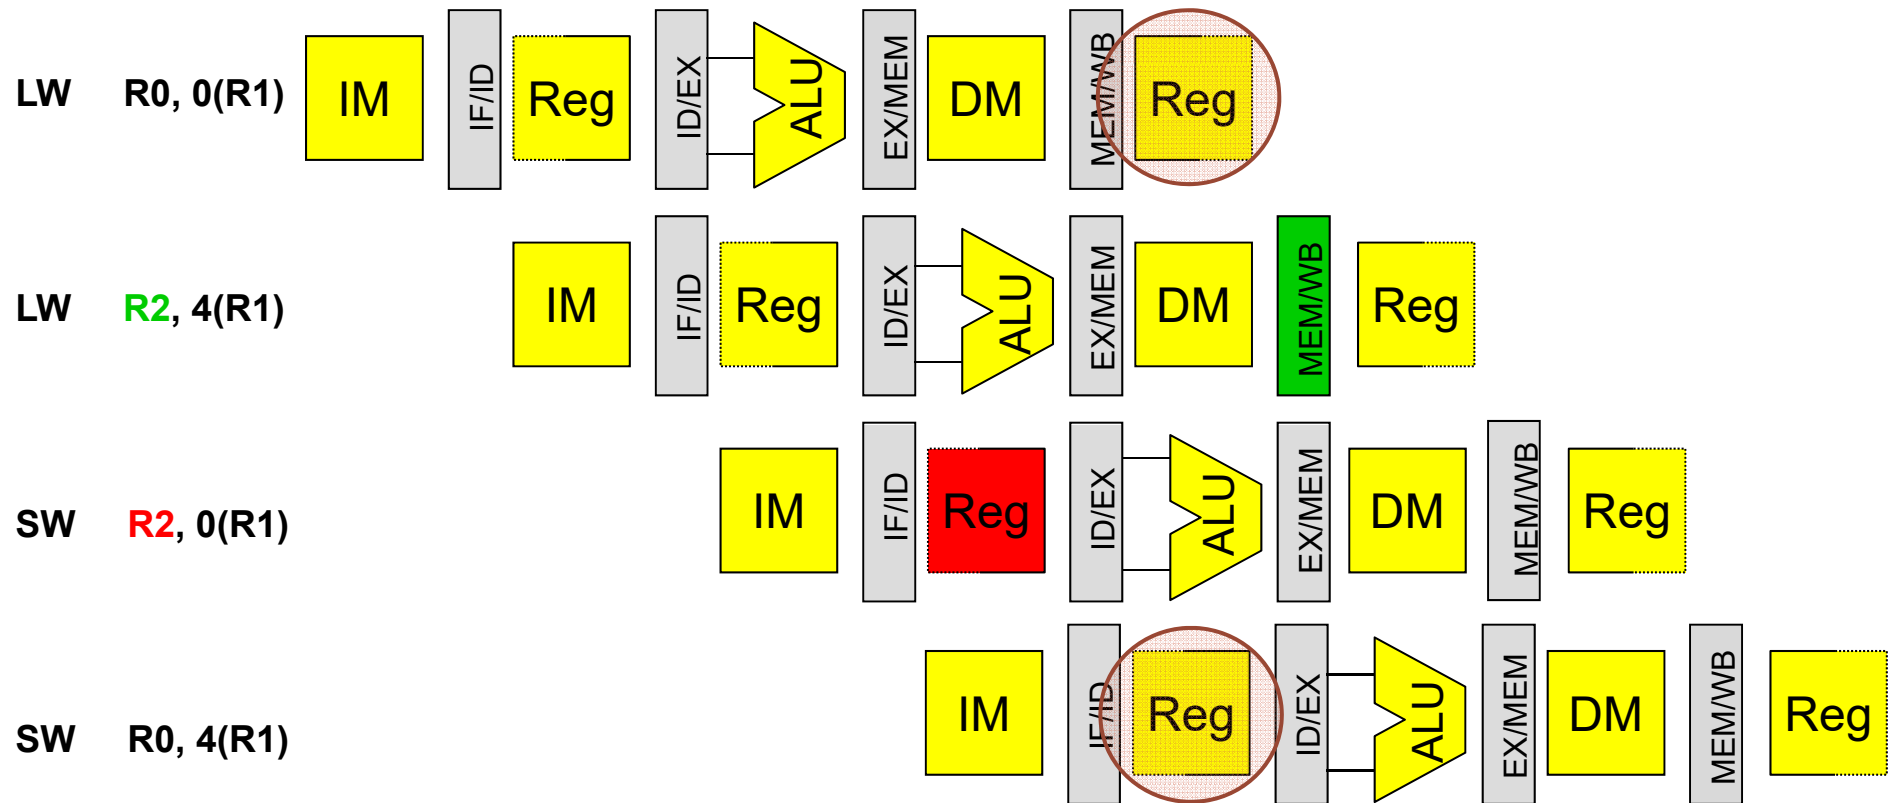 LW R0, 0(R1) IM IF/ID Reg ID/EX ALU EX/MEM DM MEM/WB Reg
LW R2, 4(R1) IM IF/ID Reg ID/EX ALU EX/MEM DM MEM/WB Reg
SW R2, 0(R1) IM IF/ID Reg ID/EX ALU EX/MEM DM MEM/WB Reg
SW R0, 4(R1) IM IF/ID Reg ID/EX ALU EX/MEM DM MEM/WB Reg